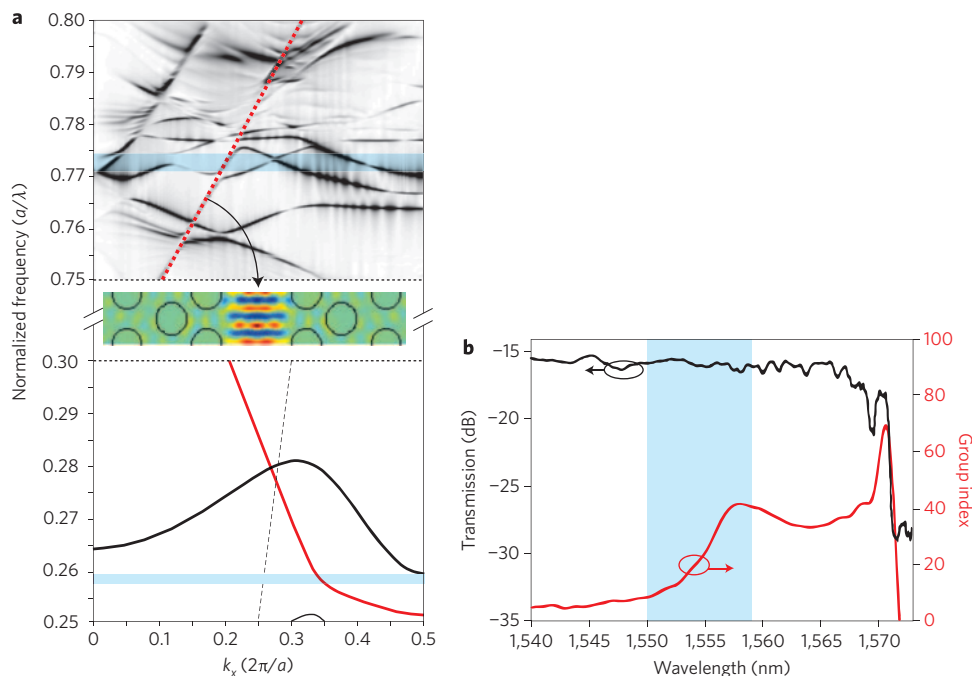 a
0.80
0.79
0.78
0.77
0.76
0.75
0.30
0.29
0.28
0.27
0.26
0.25
Normalized frequency (a/λ)
0 0.1 0.2 0.3 0.4 0.5
kₓ (2π/a)
b
−15
−20
−25
−30
−35
Transmission (dB)
100
80
60
40
20
0
Group index
1,540 1,545 1,550 1,555 1,560 1,565 1,570
Wavelength (nm)